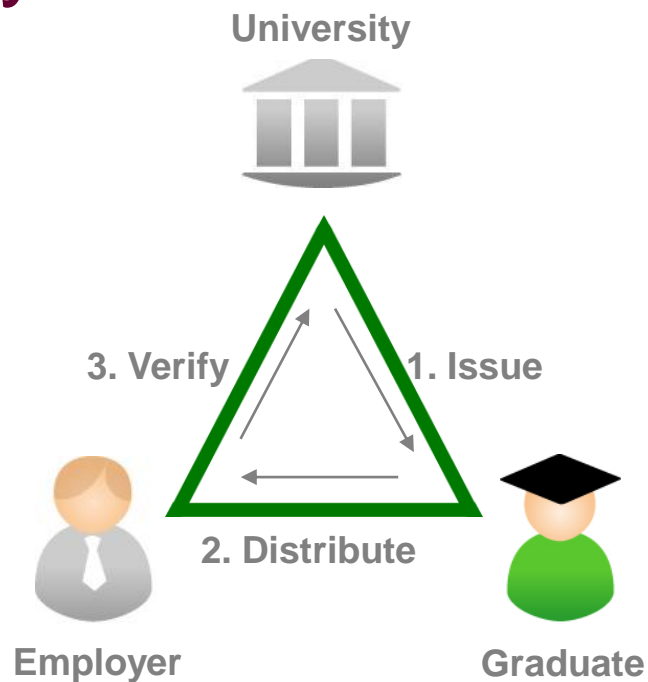 University
3. Verify
1. Issue
2. Distribute
Employer
Graduate